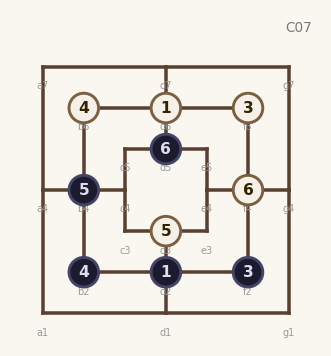 C07
a7 d7 g7
4 1 3
b6 d6 f6
6
c5 d5 e5
5 6
a4 b4 c4 e4 f4 g4
5
c3 d3 e3
4 1 3
b2 d2 f2
a1 d1 g1